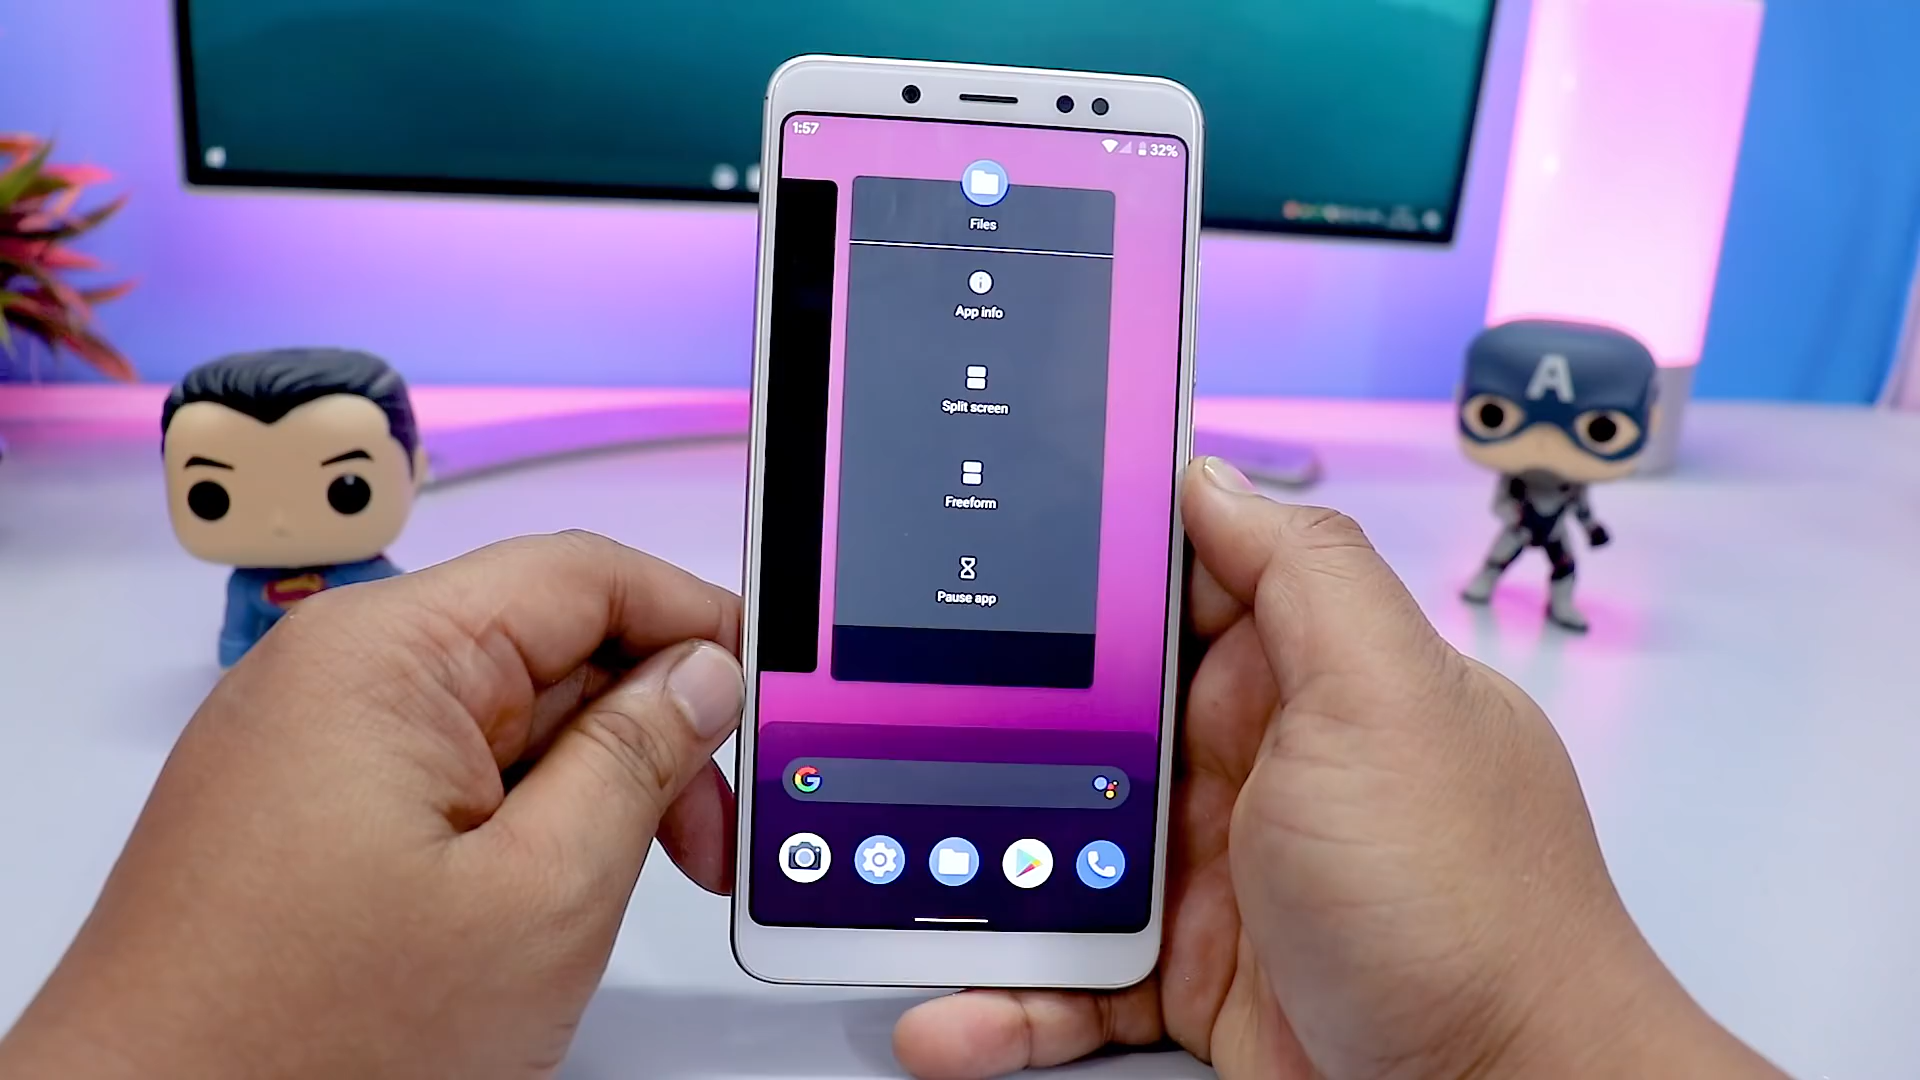 1:57
32%
Files
App info
Split screen
Freeform
Pause app
G
A